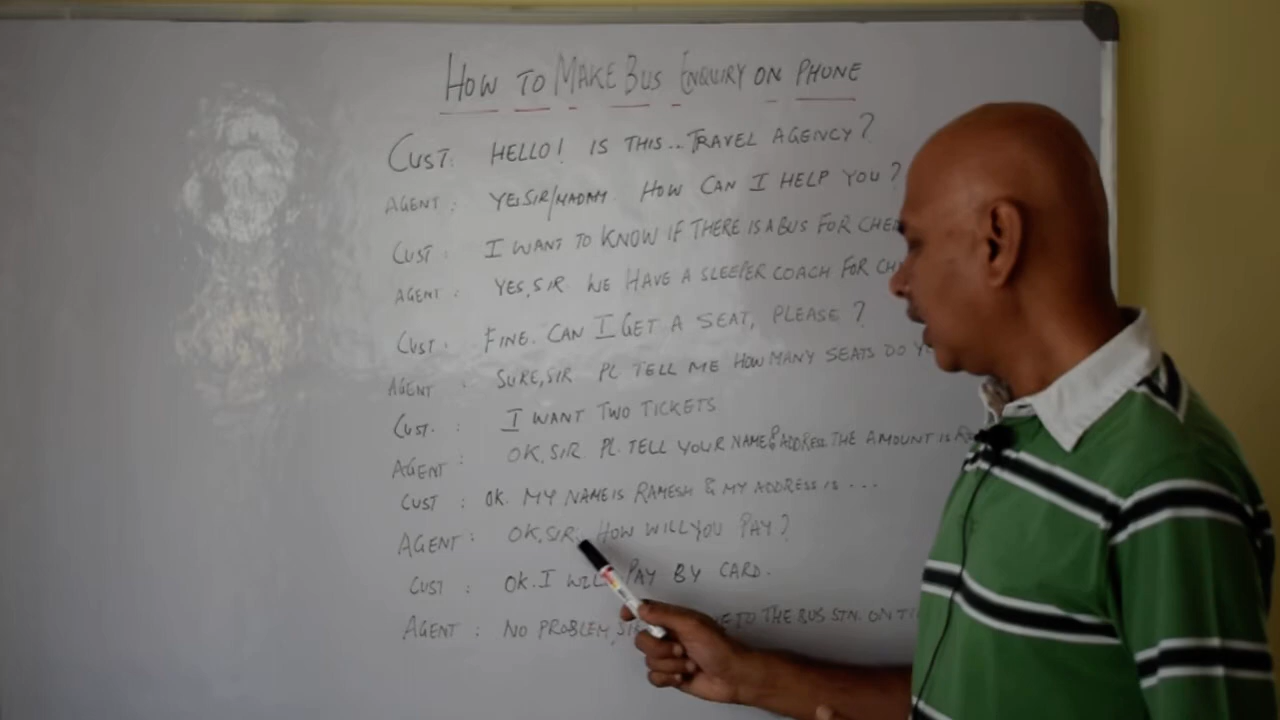 HOW TO MAKE BUS ENQUIRY ON PHONE
CUST: HELLO! IS THIS... TRAVEL AGENCY?
AGENT: YES, SIR/MADAM. HOW CAN I HELP YOU?
CUST: I WANT TO KNOW IF THERE IS A BUS FOR
AGENT: YES, SIR. WE HAVE A SLEEPER COACH FOR
CUST: FINE. CAN I GET A SEAT, PLEASE?
AGENT: SURE, SIR PL TELL ME HOW MANY SEATS DO
CUST. : I WANT TWO TICKETS
AGENT: OK, SIR PL. TELL YOUR NAME & ADDRESS. THE AMOUNT IS
CUST: OK. MY NAME IS RAMESH & MY ADDRESS IS ...
AGENT: OK, SIR. HOW WILL YOU PAY?
CUST: OK. I WILL PAY BY CARD.
AGENT: NO PROBLEM, TO THE BUS STN. ON